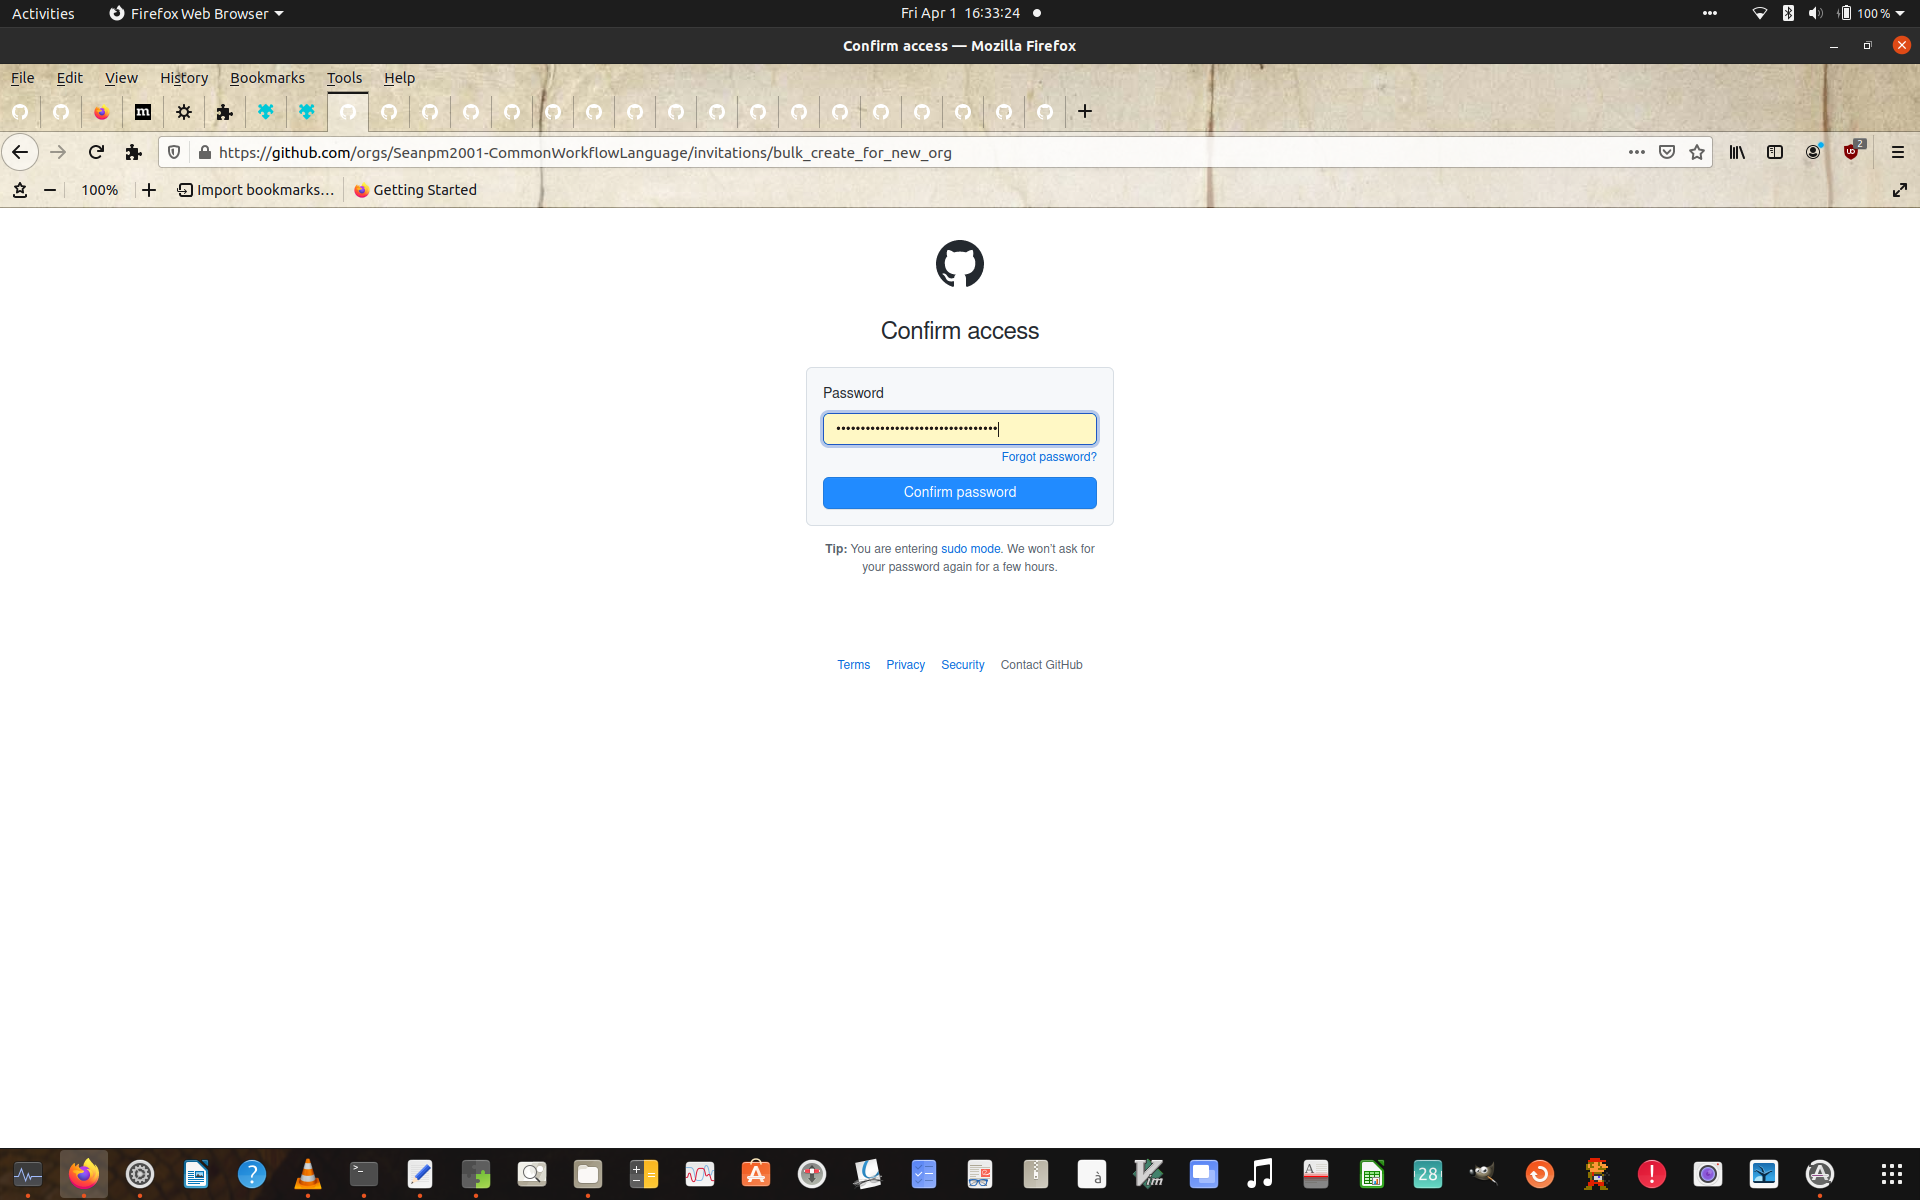 Activities
Firefox Web Browser
Fri Apr 1 16:33:24
100 %
Confirm access — Mozilla Firefox
File Edit View History Bookmarks Tools Help
https://github.com/orgs/Seanpm2001-CommonWorkflowLanguage/invitations/bulk_create_for_new_org
2
100%
Import bookmarks…
Getting Started
Confirm access
Password
Forgot password?
Confirm password
Tip: You are entering sudo mode. We won't ask for
your password again for a few hours.
Terms Privacy Security Contact GitHub
28